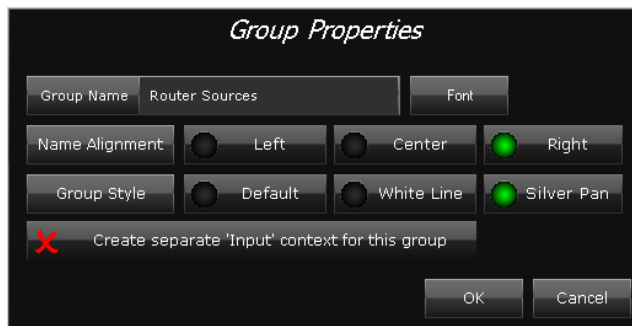 Group Properties
Group Name Router Sources Font
Name Alignment Left Center Right
Group Style Default White Line Silver Pan
Create separate 'Input' context for this group
OK Cancel